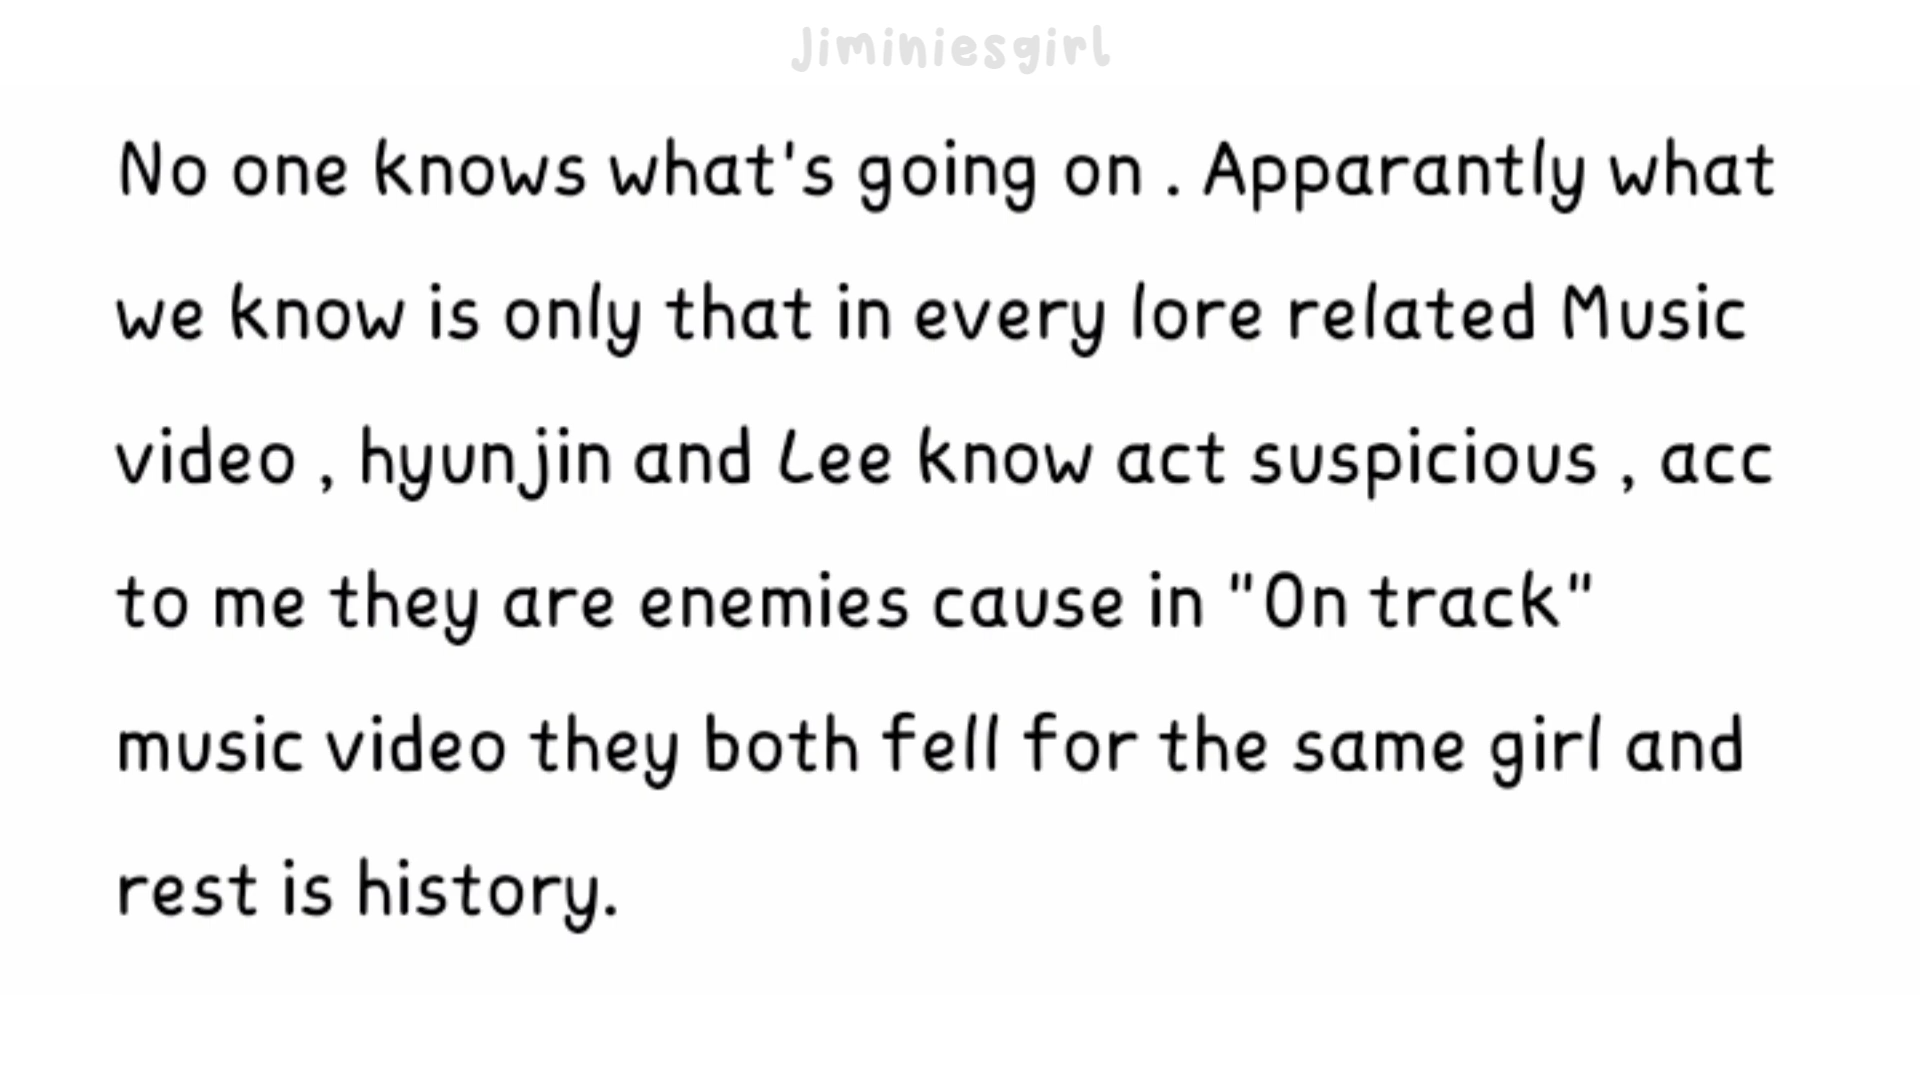 Jiminiesgirl
No one knows what's going on . Apparantly what
we know is only that in every lore related Music
video , hyunjin and Lee know act suspicious , acc
to me they are enemies cause in "On track"
music video they both fell for the same girl and
rest is history.